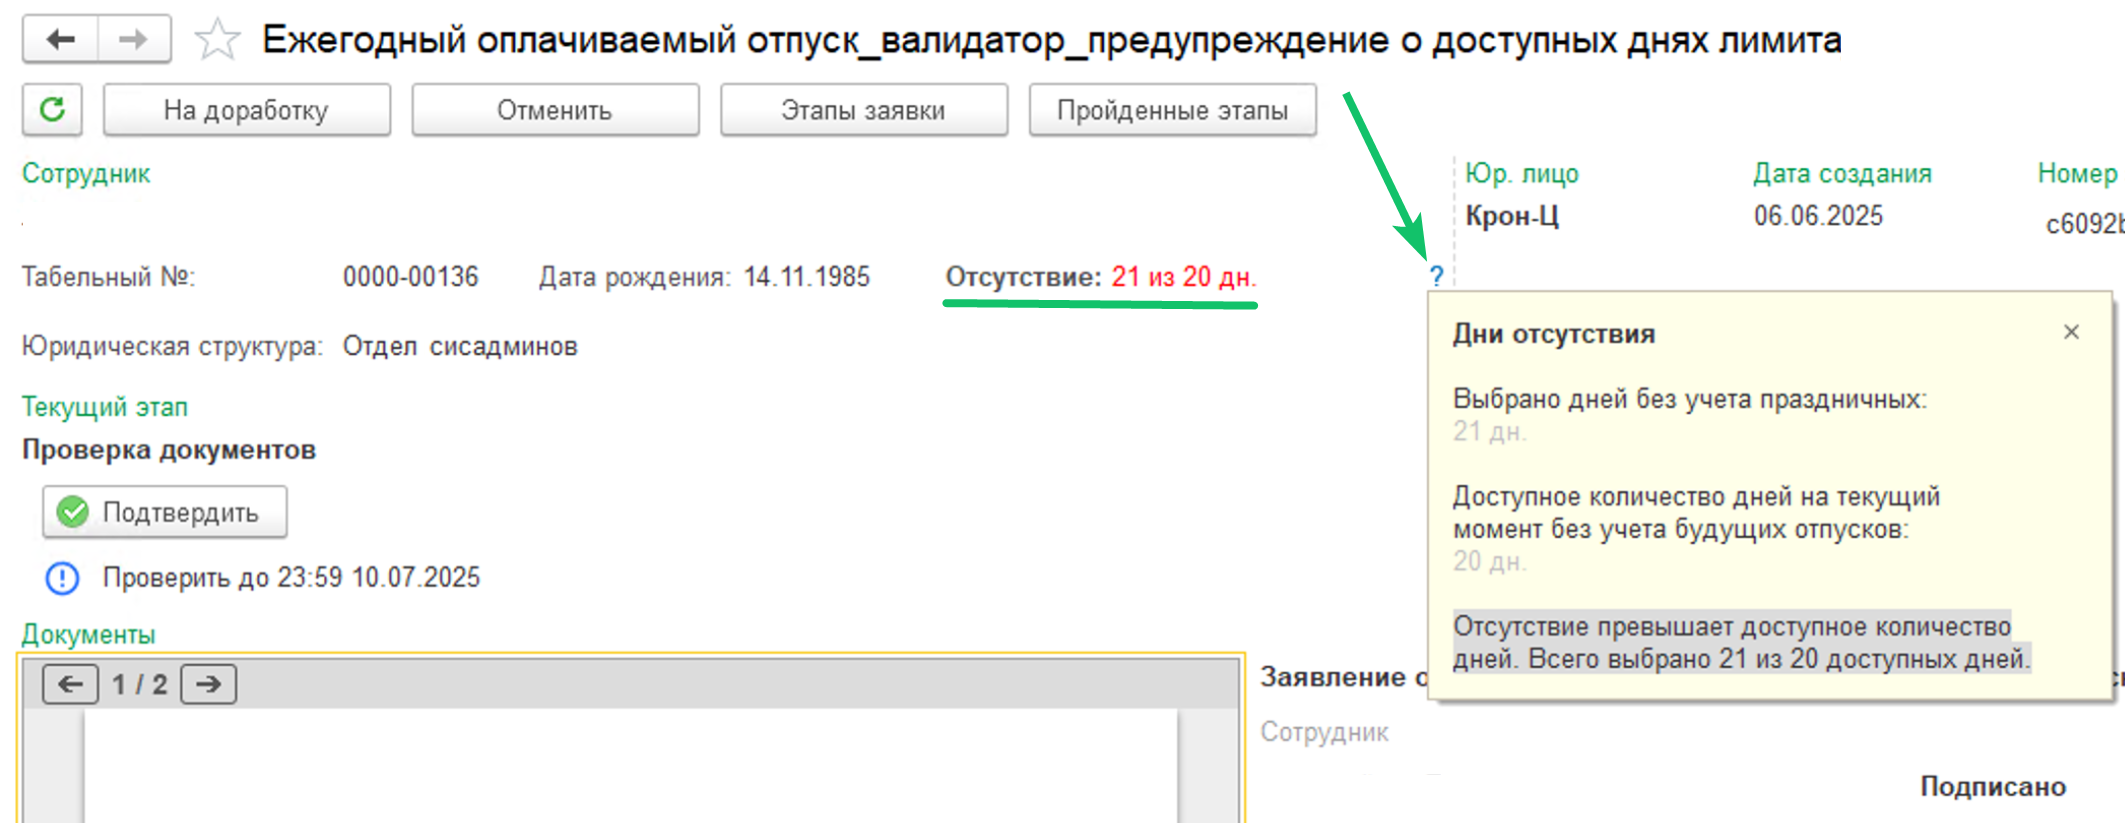 Ежегодный оплачиваемый отпуск_валидатор_предупреждение о доступных днях лимита
На доработку Отменить Этапы заявки Пройденные этапы
Сотрудник Юр. лицо Дата создания Номер
Крон-Ц 06.06.2025 c6092b
Табельный №: 0000-00136 Дата рождения: 14.11.1985 Отсутствие: 21 из 20 дн. ?
Юридическая структура: Отдел сисадминов
Дни отсутствия
Выбрано дней без учета праздничных:
21 дн.
Доступное количество дней на текущий
момент без учета будущих отпусков:
20 дн.
Отсутствие превышает доступное количество
дней. Всего выбрано 21 из 20 доступных дней.
Текущий этап
Проверка документов
Подтвердить
Проверить до 23:59 10.07.2025
Документы
1 / 2
Заявление о
Сотрудник
Подписано